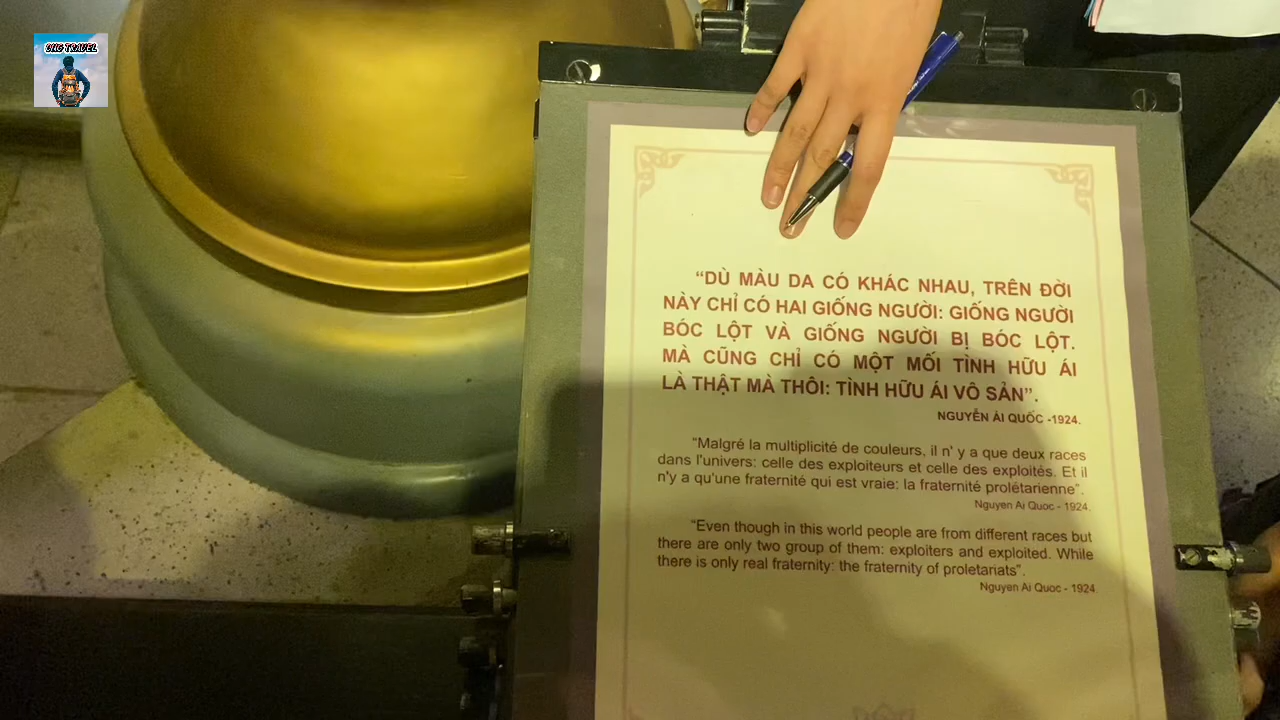 UNG TRAVEL
“DÙ MÀU DA CÓ KHÁC NHAU, TRÊN ĐỜI
NÀY CHỈ CÓ HAI GIỐNG NGƯỜI: GIỐNG NGƯỜI
BÓC LỘT VÀ GIỐNG NGƯỜI BỊ BÓC LỘT.
MÀ CŨNG CHỈ CÓ MỘT MỐI TÌNH HỮU ÁI
LÀ THẬT MÀ THÔI: TÌNH HỮU ÁI VÔ SẢN”.
NGUYỄN ÁI QUỐC -1924.
“Malgré la multiplicité de couleurs, il n' y a que deux races
dans l'univers: celle des exploiteurs et celle des exploités. Et il
n'y a qu'une fraternité qui est vraie: la fraternité prolétarienne”.
Nguyen Ai Quoc - 1924.
“Even though in this world people are from different races but
there are only two group of them: exploiters and exploited. While
there is only real fraternity: the fraternity of proletariats”.
Nguyen Ai Quoc - 1924.